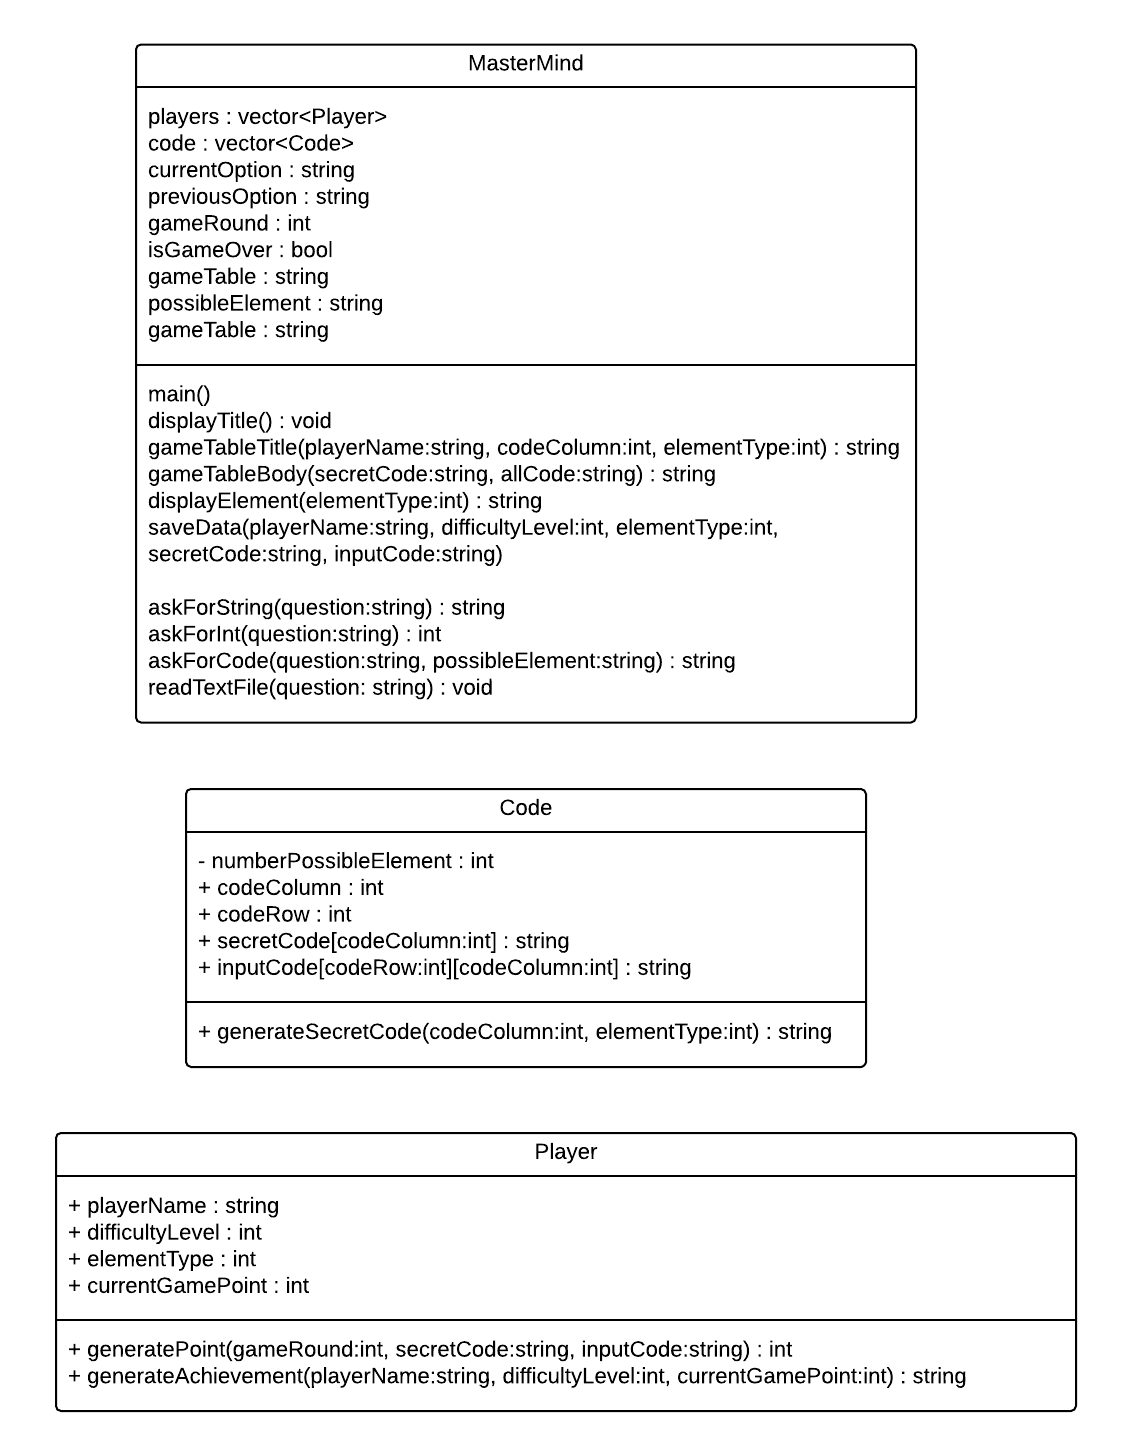 MasterMind
players : vector<Player>
code : vector<Code>
currentOption : string
previousOption : string
gameRound : int
isGameOver : bool
gameTable : string
possibleElement : string
gameTable : string
main()
displayTitle() : void
gameTableTitle(playerName:string, codeColumn:int, elementType:int) : string
gameTableBody(secretCode:string, allCode:string) : string
displayElement(elementType:int) : string
saveData(playerName:string, difficultyLevel:int, elementType:int,
secretCode:string, inputCode:string)
askForString(question:string) : string
askForInt(question:string) : int
askForCode(question:string, possibleElement:string) : string
readTextFile(question: string) : void
Code
- numberPossibleElement : int
+ codeColumn : int
+ codeRow : int
+ secretCode[codeColumn:int] : string
+ inputCode[codeRow:int][codeColumn:int] : string
+ generateSecretCode(codeColumn:int, elementType:int) : string
Player
+ playerName : string
+ difficultyLevel : int
+ elementType : int
+ currentGamePoint : int
+ generatePoint(gameRound:int, secretCode:string, inputCode:string) : int
+ generateAchievement(playerName:string, difficultyLevel:int, currentGamePoint:int) : string